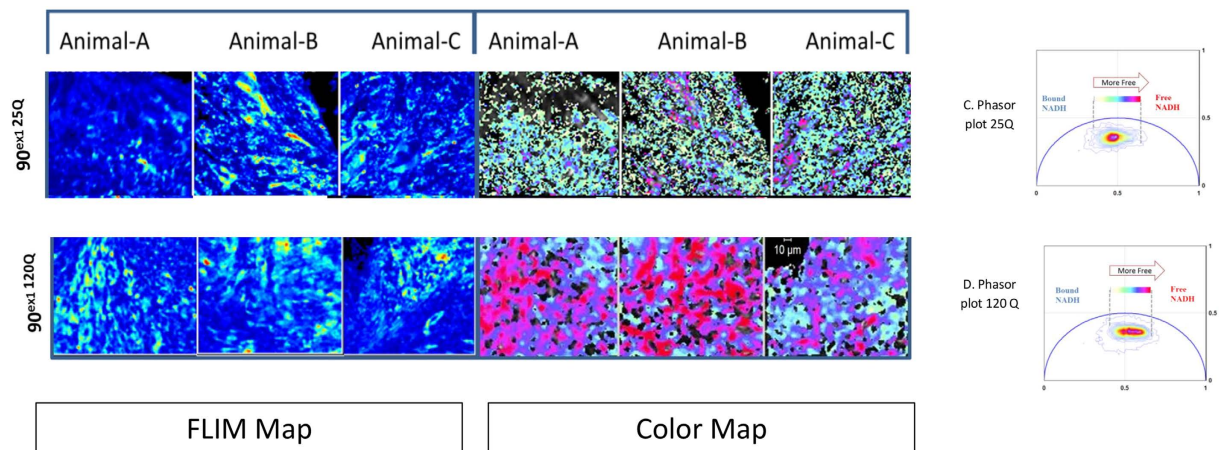 Animal-A Animal-B Animal-C Animal-A Animal-B Animal-C
90ex1 25Q
90ex1 120Q
10 µm
FLIM Map
Color Map
C. Phasor
plot 25Q
1
More Free
Bound
NADH
Free
NADH
0.5
0
0 0.5 1
D. Phasor
plot 120 Q
1
More Free
Bound
NADH
Free
NADH
0.5
0
0 0.5 1